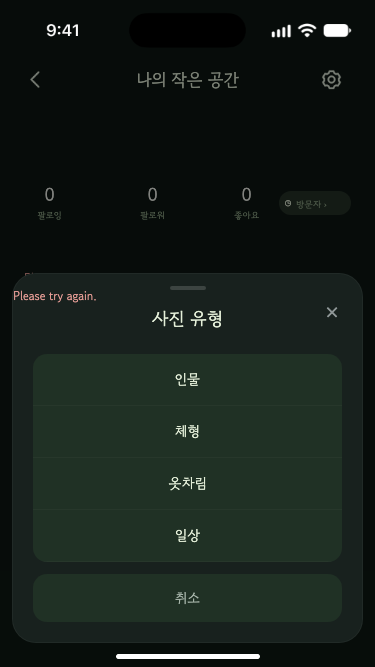 9:41
나의 작은 공간
0 0 0
팔로잉 팔로워 좋아요
방문자 ›
Please try again.
사진 유형
인물
체형
옷차림
일상
취소